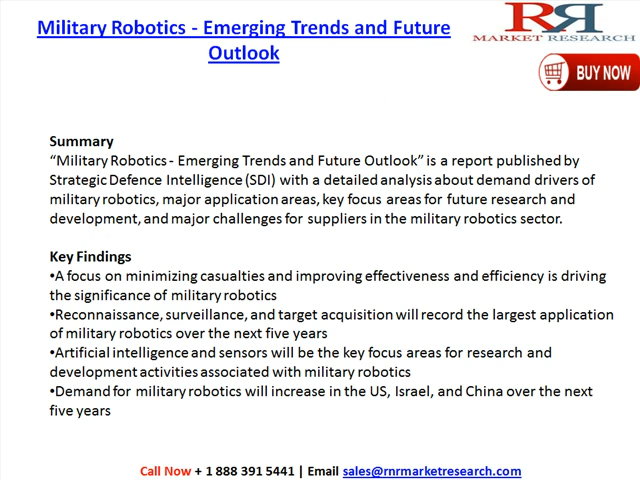 Military Robotics - Emerging Trends and Future
Outlook
RR
MARKET RESEARCH
BUY NOW
Summary
“Military Robotics - Emerging Trends and Future Outlook” is a report published by
Strategic Defence Intelligence (SDI) with a detailed analysis about demand drivers of
military robotics, major application areas, key focus areas for future research and
development, and major challenges for suppliers in the military robotics sector.
Key Findings
•A focus on minimizing casualties and improving effectiveness and efficiency is driving
the significance of military robotics
•Reconnaissance, surveillance, and target acquisition will record the largest application
of military robotics over the next five years
•Artificial intelligence and sensors will be the key focus areas for research and
development activities associated with military robotics
•Demand for military robotics will increase in the US, Israel, and China over the next
five years
Call Now + 1 888 391 5441 | Email sales@rnrmarketresearch.com